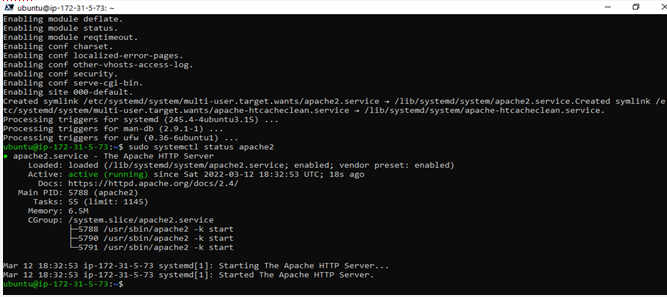 ubuntu@ip-172-31-5-73: ~
Enabling module deflate.
Enabling module status.
Enabling module reqtimeout.
Enabling conf charset.
Enabling conf localized-error-pages.
Enabling conf other-vhosts-access-log.
Enabling conf security.
Enabling conf serve-cgi-bin.
Enabling site 000-default.
Created symlink /etc/systemd/system/multi-user.target.wants/apache2.service → /lib/systemd/system/apache2.service.Created symlink /e
tc/systemd/system/multi-user.target.wants/apache-htcacheclean.service → /lib/systemd/system/apache-htcacheclean.service.
Processing triggers for systemd (245.4-4ubuntu3.15) ...
Processing triggers for man-db (2.9.1-1) ...
Processing triggers for ufw (0.36-6ubuntu1) ...
ubuntu@ip-172-31-5-73:~$ sudo systemctl status apache2
● apache2.service - The Apache HTTP Server
Loaded: loaded (/lib/systemd/system/apache2.service; enabled; vendor preset: enabled)
Active: active (running) since Sat 2022-03-12 18:32:53 UTC; 18s ago
Docs: https://httpd.apache.org/docs/2.4/
Main PID: 5788 (apache2)
Tasks: 55 (limit: 1145)
Memory: 6.5M
CGroup: /system.slice/apache2.service
├─5788 /usr/sbin/apache2 -k start
├─5790 /usr/sbin/apache2 -k start
└─5791 /usr/sbin/apache2 -k start
Mar 12 18:32:53 ip-172-31-5-73 systemd[1]: Starting The Apache HTTP Server...
Mar 12 18:32:53 ip-172-31-5-73 systemd[1]: Started The Apache HTTP Server.
ubuntu@ip-172-31-5-73:~$